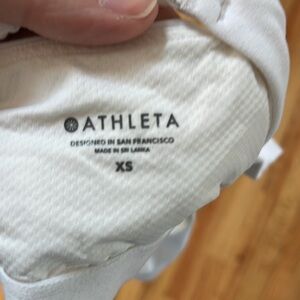 ATHLETA
DESIGNED IN SAN FRANCISCO
MADE IN SRI LANKA
XS